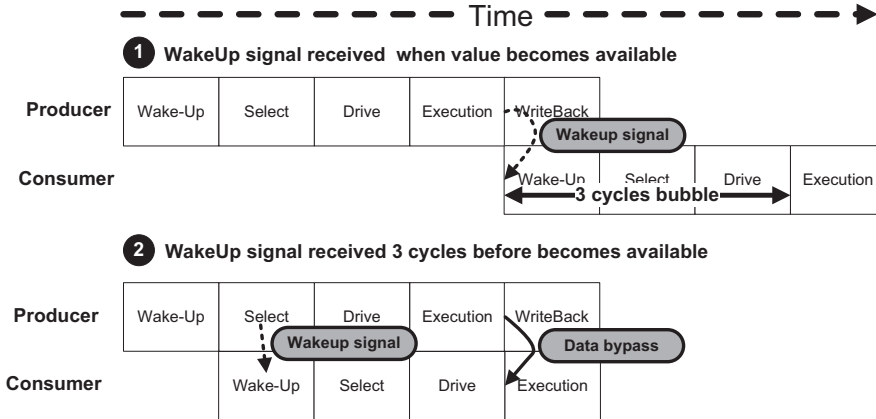 Time
1 WakeUp signal received when value becomes available
Producer Wake-Up Select Drive Execution WriteBack
Wakeup signal
Consumer Wake-Up Select Drive Execution
3 cycles bubble
2 WakeUp signal received 3 cycles before becomes available
Producer Wake-Up Select Drive Execution WriteBack
Wakeup signal Data bypass
Consumer Wake-Up Select Drive Execution